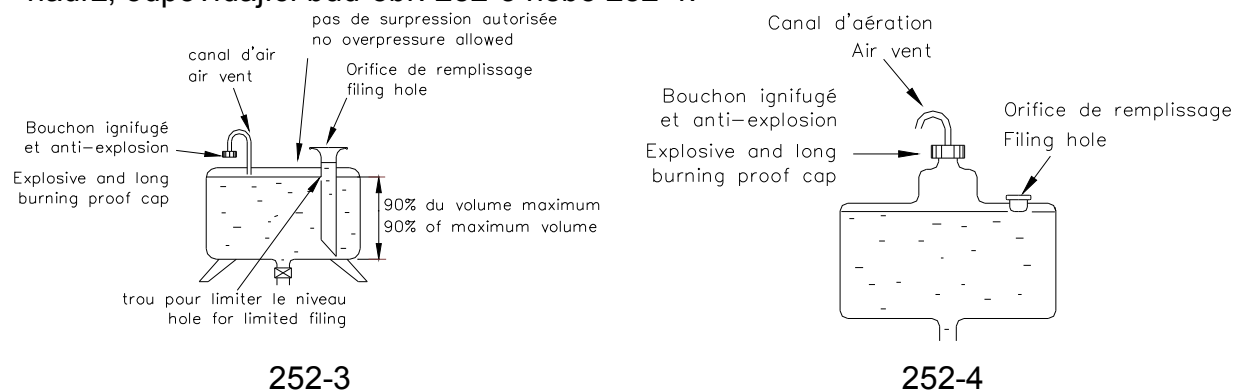 pas de surpression autorisée
no overpressure allowed
canal d'air
air vent
Orifice de remplissage
filing hole
Bouchon ignifugé
et anti-explosion
Explosive and long
burning proof cap
90% du volume maximum
90% of maximum volume
trou pour limiter le niveau
hole for limited filing
252-3
Canal d'aération
Air vent
Bouchon ignifugé
et anti-explosion
Explosive and long
burning proof cap
Orifice de remplissage
Filing hole
252-4